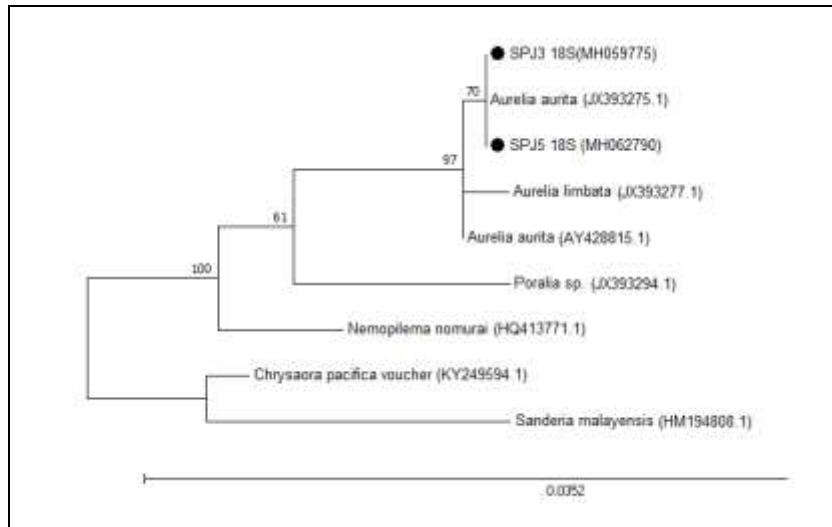 SPJ3 18S(MH059775)
70
Aurelia aurita (JX393275.1)
SPJ5 18S (MH062790)
97
Aurelia limbata (JX393277.1)
61
Aurelia aurita (AY428815.1)
100
Poralia sp. (JX393294.1)
Nemopilema nomurai (HQ413771.1)
Chrysaora pacifica voucher (KY249594.1)
Sanderia malayensis (HM194808.1)
0.0352